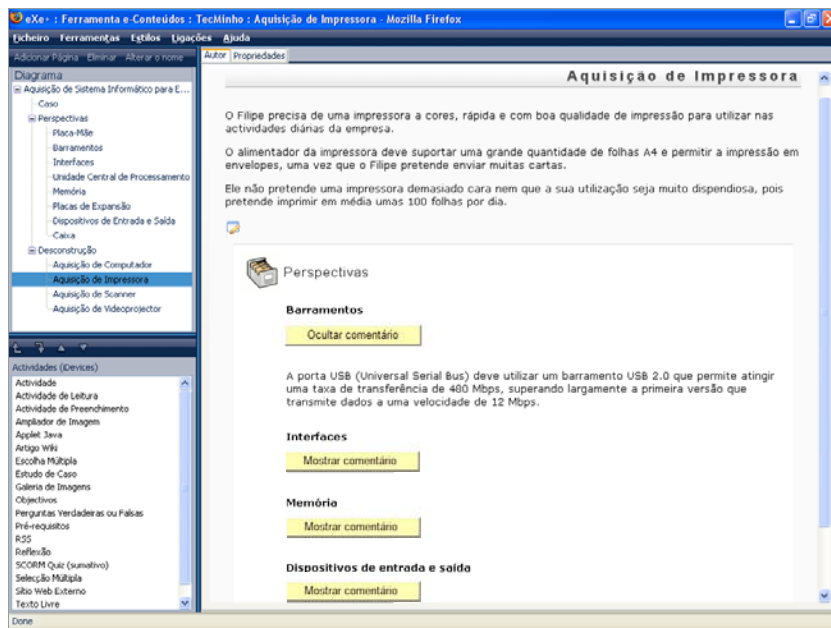 eXe+ : Ferramenta e-Conteúdos : TecMinho : Aquisição de Impressora - Mozilla Firefox
Ficheiro Ferramentas Estilos Ligações Ajuda
Adicionar Página Eliminar Alterar o nome
Diagrama
Aquisição de Sistema Informático para E...
Caso
Perspectivas
Placa-Mãe
Barramentos
Interfaces
Unidade Central de Processamento
Memória
Placas de Expansão
Dispositivos de Entrada e Saída
Caixa
Desconstrução
Aquisição de Computador
Aquisição de Impressora
Aquisição de Scanner
Aquisição de Videoprojector
Actividades (iDevices)
Actividade
Actividade de Leitura
Actividade de Preenchimento
Ampliador de Imagem
Applet Java
Artigo Wiki
Escolha Múltipla
Estudo de Caso
Galeria de Imagens
Objectivos
Perguntas Verdadeiras ou Falsas
Pré-requisitos
RSS
Reflexão
SCORM Quiz (sumativo)
Selecção Múltipla
Sítio Web Externo
Texto Livre
Autor Propriedades
Aquisição de Impressora
O Filipe precisa de uma impressora a cores, rápida e com boa qualidade de impressão para utilizar nas
actividades diárias da empresa.
O alimentador da impressora deve suportar uma grande quantidade de folhas A4 e permitir a impressão em
envelopes, uma vez que o Filipe pretende enviar muitas cartas.
Ele não pretende uma impressora demasiado cara nem que a sua utilização seja muito dispendiosa, pois
pretende imprimir em média umas 100 folhas por dia.
Perspectivas
Barramentos
Ocultar comentário
A porta USB (Universal Serial Bus) deve utilizar um barramento USB 2.0 que permite atingir
uma taxa de transferência de 480 Mbps, superando largamente a primeira versão que
transmite dados a uma velocidade de 12 Mbps.
Interfaces
Mostrar comentário
Memória
Mostrar comentário
Dispositivos de entrada e saída
Mostrar comentário
Done